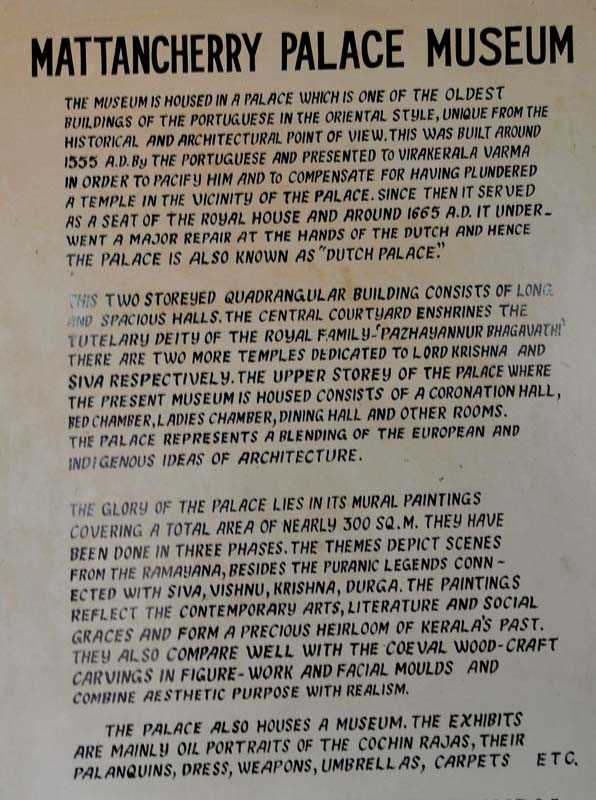 MATTANCHERRY PALACE MUSEUM
THE MUSEUM IS HOUSED IN A PALACE WHICH IS ONE OF THE OLDEST
BUILDINGS OF THE PORTUGUESE IN THE ORIENTAL STYLE, UNIQUE FROM THE
HISTORICAL AND ARCHITECTURAL POINT OF VIEW. THIS WAS BUILT AROUND
1555 A.D. By THE PORTUGUESE AND PRESENTED TO VIRAKERALA VARMA
IN ORDER TO PACIFY HIM AND TO COMPENSATE FOR HAVING PLUNDERED
A TEMPLE IN THE VICINITY OF THE PALACE. SINCE THEN IT SERVED
AS A SEAT OF THE ROYAL HOUSE AND AROUND 1665 A.D. IT UNDER-
WENT A MAJOR REPAIR AT THE HANDS OF THE DUTCH AND HENCE
THE PALACE IS ALSO KNOWN AS "DUTCH PALACE."
THIS TWO STOREYED QUADRANGULAR BUILDING CONSISTS OF LONG
AND SPACIOUS HALLS. THE CENTRAL COURTYARD ENSHRINES THE
TUTELARY DEITY OF THE ROYAL FAMILY-'PAZHAYANNUR BHAGAVATHI'
THERE ARE TWO MORE TEMPLES DEDICATED TO LORD KRISHNA AND
SIVA RESPECTIVELY. THE UPPER STOREY OF THE PALACE WHERE
THE PRESENT MUSEUM IS HOUSED CONSISTS OF A CORONATION HALL,
BED CHAMBER, LADIES CHAMBER, DINING HALL AND OTHER ROOMS.
THE PALACE REPRESENTS A BLENDING OF THE EUROPEAN AND
INDIGENOUS IDEAS OF ARCHITECTURE.
THE GLORY OF THE PALACE LIES IN ITS MURAL PAINTINGS
COVERING A TOTAL AREA OF NEARLY 300 SQ.M. THEY HAVE
BEEN DONE IN THREE PHASES. THE THEMES DEPICT SCENES
FROM THE RAMAYANA, BESIDES THE PURANIC LEGENDS CONN-
ECTED WITH SIVA, VISHNU, KRISHNA, DURGA. THE PAINTINGS
REFLECT THE CONTEMPORARY ARTS, LITERATURE AND SOCIAL
GRACES AND FORM A PRECIOUS HEIRLOOM OF KERALA'S PAST.
THEY ALSO COMPARE WELL WITH THE COEVAL WOOD-CRAFT
CARVINGS IN FIGURE-WORK AND FACIAL MOULDS AND
COMBINE AESTHETIC PURPOSE WITH REALISM.
THE PALACE ALSO HOUSES A MUSEUM. THE EXHIBITS
ARE MAINLY OIL PORTRAITS OF THE COCHIN RAJAS, THEIR
PALANQUINS, DRESS, WEAPONS, UMBRELLAS, CARPETS ETC.